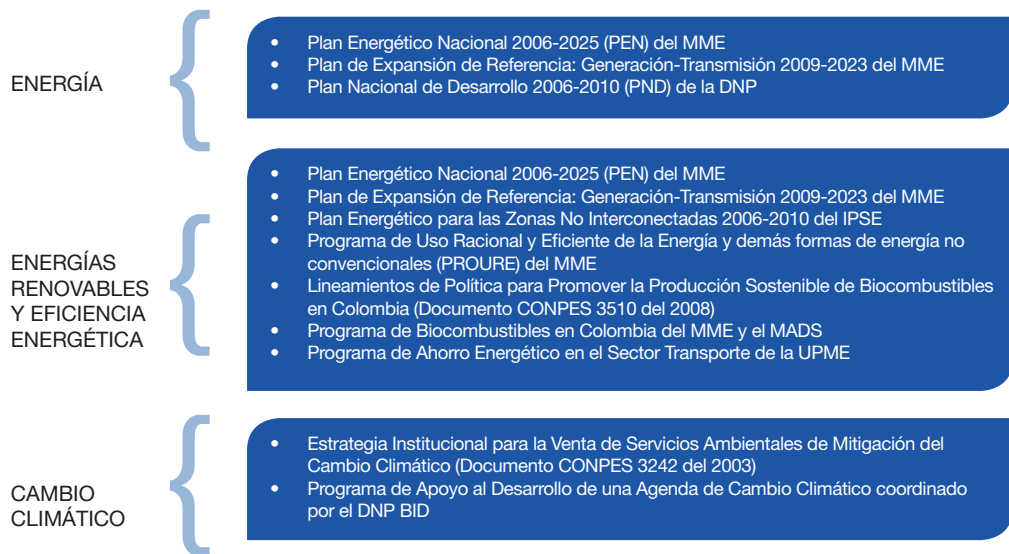 ENERGÍA
• Plan Energético Nacional 2006-2025 (PEN) del MME
• Plan de Expansión de Referencia: Generación-Transmisión 2009-2023 del MME
• Plan Nacional de Desarrollo 2006-2010 (PND) de la DNP
ENERGÍAS
RENOVABLES
Y EFICIENCIA
ENERGÉTICA
• Plan Energético Nacional 2006-2025 (PEN) del MME
• Plan de Expansión de Referencia: Generación-Transmisión 2009-2023 del MME
• Plan Energético para las Zonas No Interconectadas 2006-2010 del IPSE
• Programa de Uso Racional y Eficiente de la Energía y demás formas de energía no
convencionales (PROURE) del MME
• Lineamientos de Política para Promover la Producción Sostenible de Biocombustibles
en Colombia (Documento CONPES 3510 del 2008)
• Programa de Biocombustibles en Colombia del MME y el MADS
• Programa de Ahorro Energético en el Sector Transporte de la UPME
CAMBIO
CLIMÁTICO
• Estrategia Institucional para la Venta de Servicios Ambientales de Mitigación del
Cambio Climático (Documento CONPES 3242 del 2003)
• Programa de Apoyo al Desarrollo de una Agenda de Cambio Climático coordinado
por el DNP BID